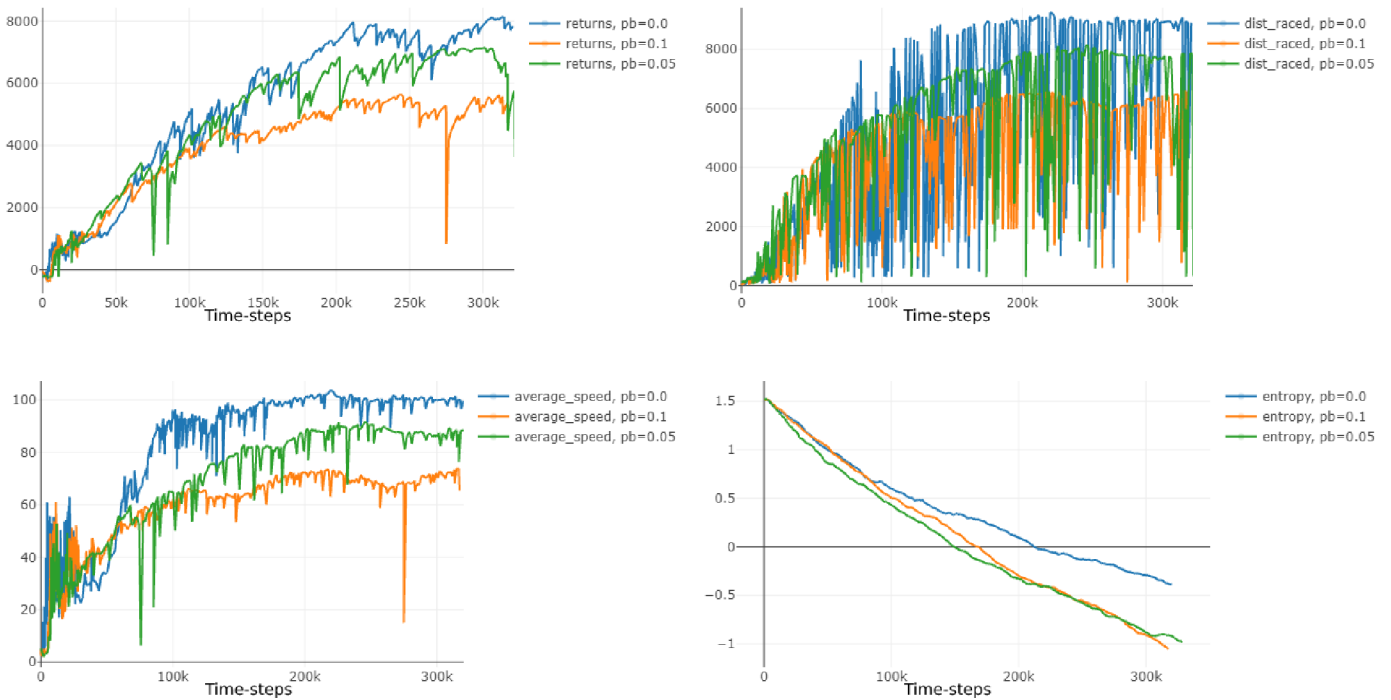 8000
6000
4000
2000
0
0
50k
100k
150k
200k
250k
300k
Time-steps
returns, pb=0.0
returns, pb=0.1
returns, pb=0.05
8000
6000
4000
2000
0
0
100k
200k
300k
Time-steps
dist_raced, pb=0.0
dist_raced, pb=0.1
dist_raced, pb=0.05
100
80
60
40
20
0
0
100k
200k
300k
Time-steps
average_speed, pb=0.0
average_speed, pb=0.1
average_speed, pb=0.05
1.5
1
0.5
0
−0.5
−1
0
100k
200k
300k
Time-steps
entropy, pb=0.0
entropy, pb=0.1
entropy, pb=0.05